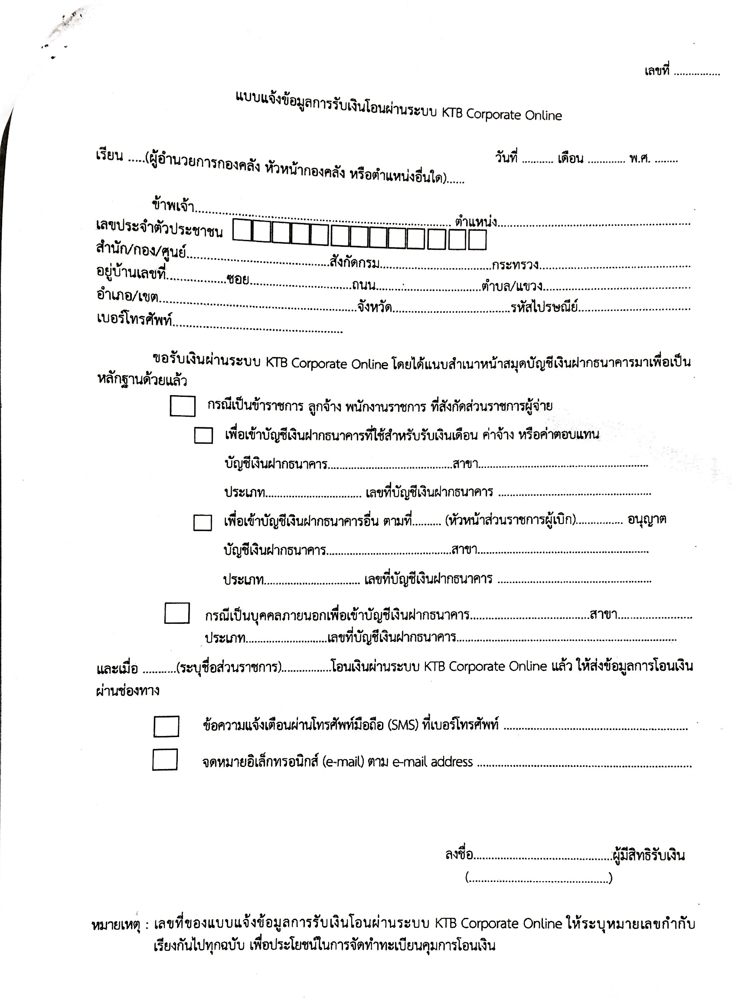 เลขที่ ................
แบบแจ้งข้อมูลการรับเงินโอนผ่านระบบ KTB Corporate Online
วันที่ ........... เดือน ............. พ.ศ. ........
เรียน .....(ผู้อำนวยการกองคลัง หัวหน้ากองคลัง หรือตำแหน่งอื่นใด)......
ข้าพเจ้า........................................................................................ ตำแหน่ง..................................................................
เลขประจำตัวประชาชน
สำนัก/กอง/ศูนย์..................................................สังกัดกรม.......................................กระทรวง....................................................
อยู่บ้านเลขที่.....................ซอย...................................ถนน.....................................ตำบล/แขวง...................................................
อำเภอ/เขต.....................................................................จังหวัด.........................................รหัสไปรษณีย์.......................................
เบอร์โทรศัพท์...........................................................
ขอรับเงินผ่านระบบ KTB Corporate Online โดยได้แนบสำเนาหน้าสมุดบัญชีเงินฝากธนาคารมาเพื่อเป็น
หลักฐานด้วยแล้ว
กรณีเป็นข้าราชการ ลูกจ้าง พนักงานราชการ ที่สังกัดส่วนราชการผู้จ่าย
เพื่อเข้าบัญชีเงินฝากธนาคารที่ใช้สำหรับรับเงินเดือน ค่าจ้าง หรือค่าตอบแทน
บัญชีเงินฝากธนาคาร...........................................สาขา...........................................................
ประเภท................................. เลขที่บัญชีเงินฝากธนาคาร .....................................................
เพื่อเข้าบัญชีเงินฝากธนาคารอื่น ตามที่.......... (หัวหน้าส่วนราชการผู้เบิก)................ อนุญาต
บัญชีเงินฝากธนาคาร...........................................สาขา...........................................................
ประเภท................................. เลขที่บัญชีเงินฝากธนาคาร .....................................................
กรณีเป็นบุคคลภายนอกเพื่อเข้าบัญชีเงินฝากธนาคาร.........................................สาขา..........................
ประเภท............................เลขที่บัญชีเงินฝากธนาคาร............................................................................
และเมื่อ ...........(ระบุชื่อส่วนราชการ).................โอนเงินผ่านระบบ KTB Corporate Online แล้ว ให้ส่งข้อมูลการโอนเงิน
ผ่านช่องทาง
ข้อความแจ้งเตือนผ่านโทรศัพท์มือถือ (SMS) ที่เบอร์โทรศัพท์ ...............................................................
จดหมายอิเล็กทรอนิกส์ (e-mail) ตาม e-mail address .........................................................................
ลงชื่อ...............................................ผู้มีสิทธิรับเงิน
(................................................)
หมายเหตุ : เลขที่ของแบบแจ้งข้อมูลการรับเงินโอนผ่านระบบ KTB Corporate Online ให้ระบุหมายเลขกำกับ
เรียงกันไปทุกฉบับ เพื่อประโยชน์ในการจัดทำทะเบียนคุมการโอนเงิน